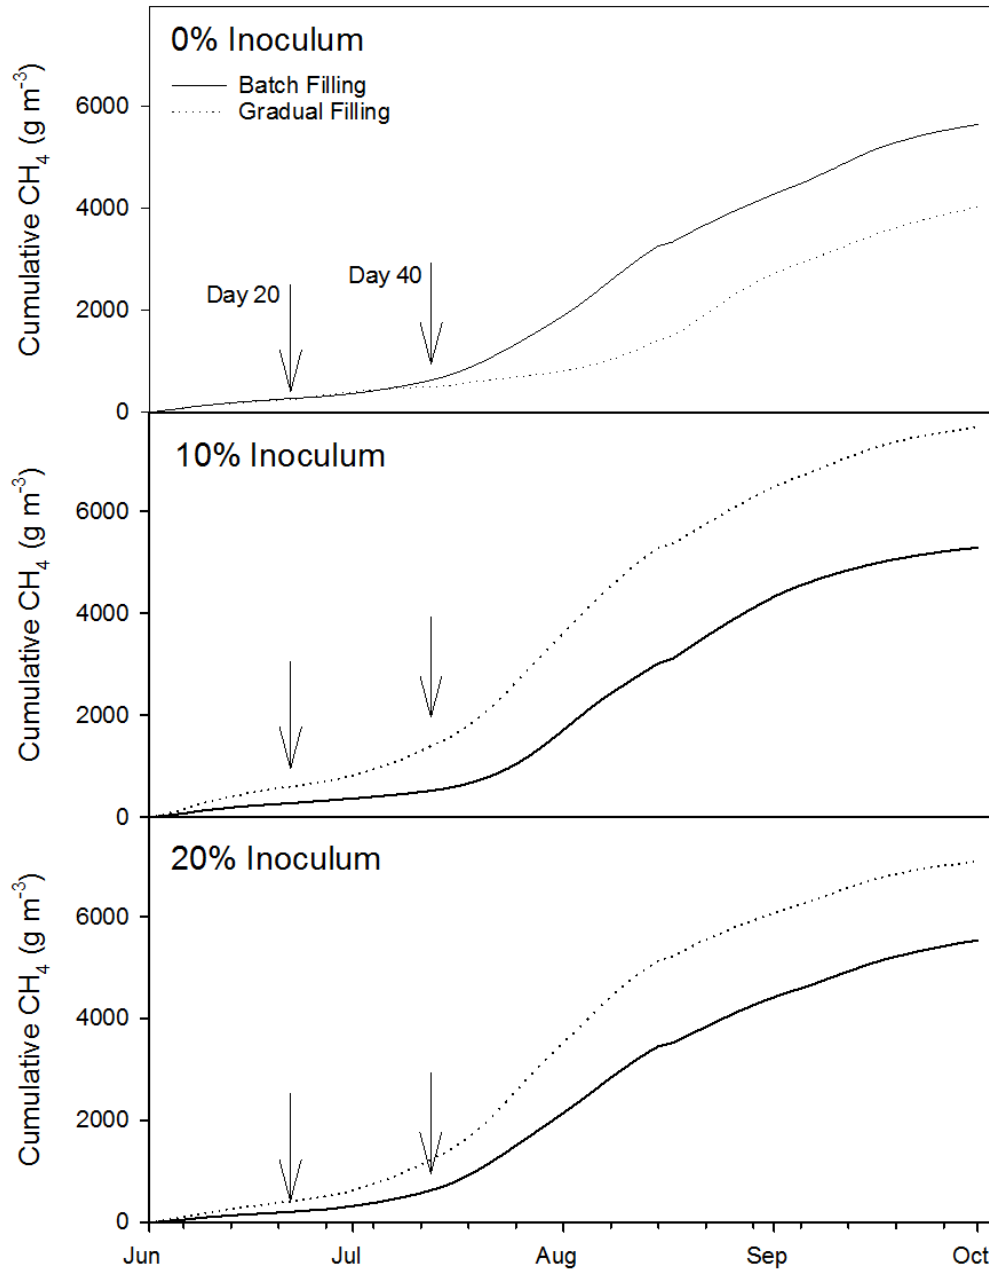 0% Inoculum
Batch Filling
Gradual Filling
Cumulative CH₄ (g m⁻³)
6000
4000
2000
0
Day 20
Day 40
10% Inoculum
Cumulative CH₄ (g m⁻³)
6000
4000
2000
0
20% Inoculum
Cumulative CH₄ (g m⁻³)
6000
4000
2000
0
Jun Jul Aug Sep Oct